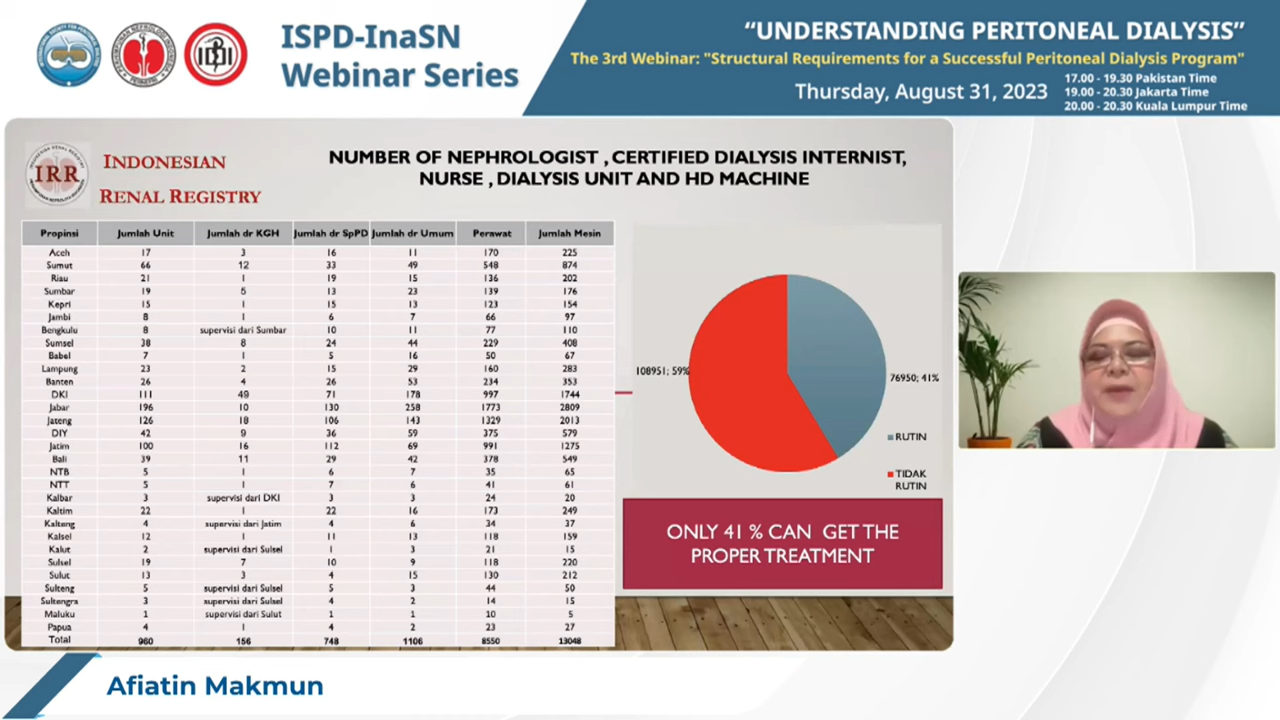 ISPD-InaSN
Webinar Series
“UNDERSTANDING PERITONEAL DIALYSIS”
The 3rd Webinar: "Structural Requirements for a Successful Peritoneal Dialysis Program"
Thursday, August 31, 2023
17.00 - 19.30 Pakistan Time
19.00 - 20.30 Jakarta Time
20.00 - 20.30 Kuala Lumpur Time
IRR
INDONESIAN
RENAL REGISTRY
NUMBER OF NEPHROLOGIST , CERTIFIED DIALYSIS INTERNIST,
NURSE , DIALYSIS UNIT AND HD MACHINE
Propinsi Jumlah Unit Jumlah dr KGH Jumlah dr SpPD Jumlah dr Umum Perawat Jumlah Mesin
Aceh 17 3 16 11 170 225
Sumut 66 12 33 49 548 874
Riau 21 1 19 15 136 202
Sumbar 19 5 13 23 139 176
Kepri 15 1 15 13 123 154
Jambi 8 1 6 7 66 97
Bengkulu 8 supervisi dari Sumbar 10 11 77 110
Sumsel 38 8 24 44 229 408
Babel 7 1 5 16 50 67
Lampung 23 2 15 29 160 283
Banten 26 4 26 53 234 353
DKI 111 49 71 178 997 1744
Jabar 196 10 130 258 1773 2809
Jateng 126 18 106 143 1329 2013
DIY 42 9 36 59 375 579
Jatim 100 16 112 69 991 1275
Bali 39 11 29 42 378 549
NTB 5 1 6 7 35 65
NTT 5 1 7 6 41 61
Kalbar 3 supervisi dari DKI 3 3 24 20
Kaltim 22 1 22 16 173 249
Kalteng 4 supervisi dari Jatim 4 6 34 37
Kalsel 12 1 11 13 118 159
Kalut 2 supervisi dari Sulsel 1 3 21 15
Sulsel 19 7 10 9 118 220
Sulut 13 3 4 15 130 212
Sulteng 5 supervisi dari Sulsel 5 3 44 50
Sultengra 3 supervisi dari Sulsel 4 2 14 15
Maluku 1 supervisi dari Sulut 1 1 10 5
Papua 4 1 4 2 23 27
Total 960 156 748 1106 8550 13048
108951; 59%
76950; 41%
RUTIN
TIDAK
RUTIN
ONLY 41 % CAN GET THE
PROPER TREATMENT
Afiatin Makmun